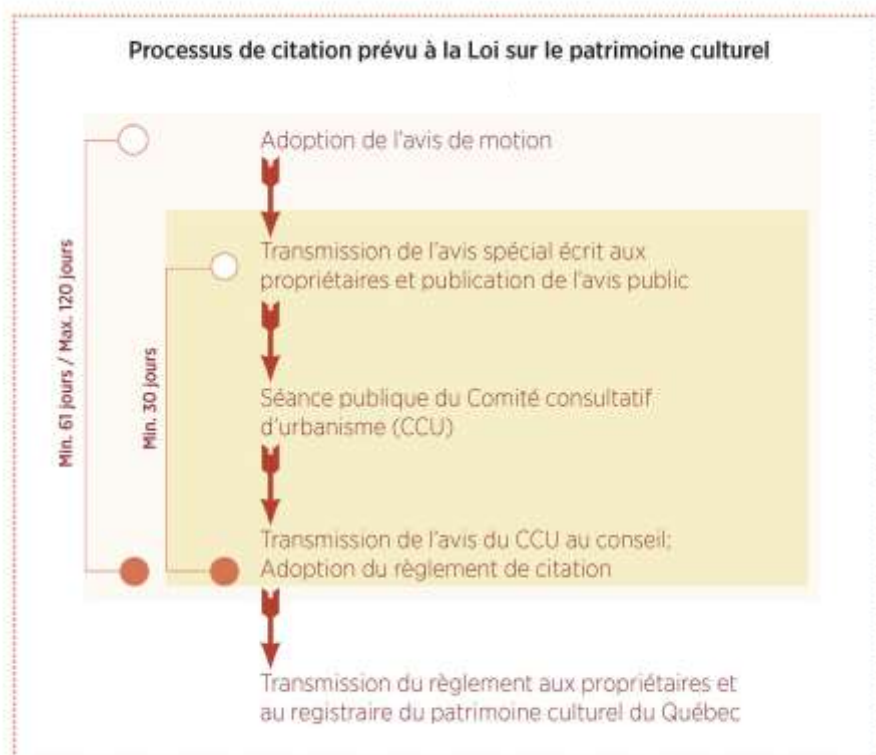 Processus de citation prévu à la Loi sur le patrimoine culturel
Adoption de l'avis de motion
Transmission de l'avis spécial écrit aux
propriétaires et publication de l'avis public
Séance publique du Comité consultatif
d'urbanisme (CCU)
Transmission de l'avis du CCU au conseil;
Adoption du règlement de citation
Transmission du règlement aux propriétaires et
au registraire du patrimoine culturel du Québec
Min. 61 jours / Max. 120 jours
Min. 30 jours